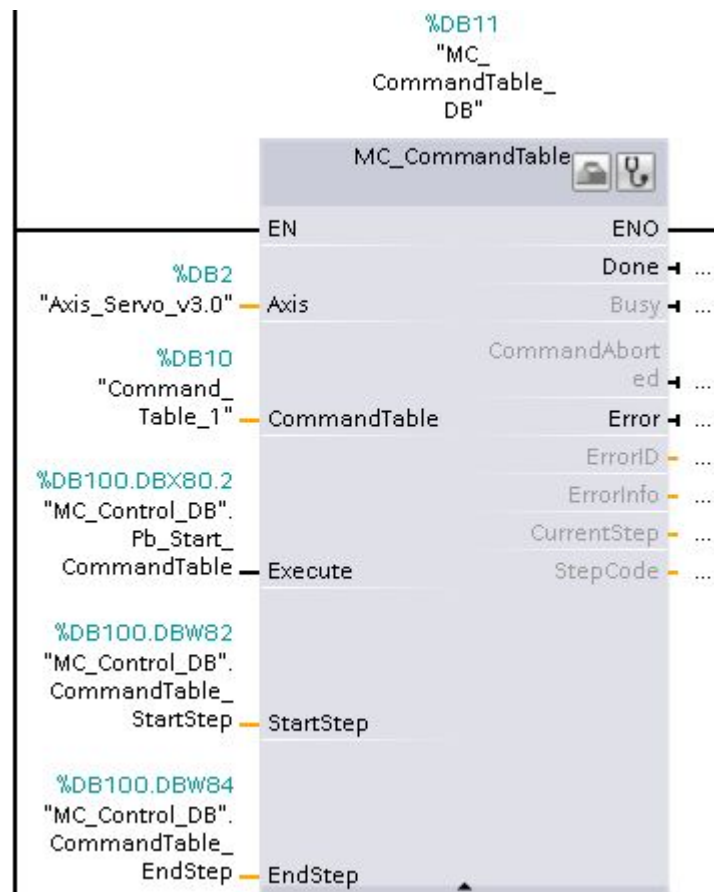 %DB11
"MC_
CommandTable_
DB"
MC_CommandTable
EN
ENO
%DB2
"Axis_Servo_v3.0"
Axis
Done
...
Busy
...
%DB10
"Command_
Table_1"
CommandTable
CommandAbort
ed
...
Error
...
%DB100.DBX80.2
"MC_Control_DB".
Pb_Start_
CommandTable
Execute
ErrorID
...
ErrorInfo
...
CurrentStep
...
StepCode
...
%DB100.DBW82
"MC_Control_DB".
CommandTable_
StartStep
StartStep
%DB100.DBW84
"MC_Control_DB".
CommandTable_
EndStep
EndStep